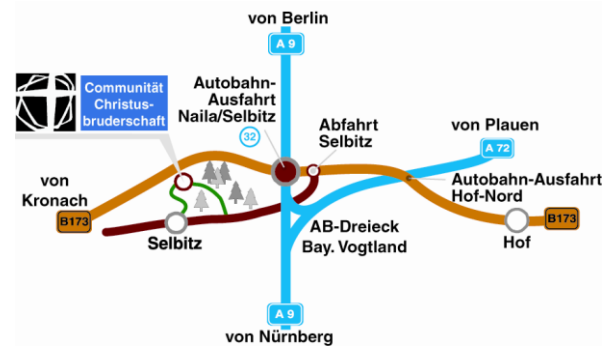 von Berlin
A 9
Communität
Christus-
bruderschaft
Autobahn-
Ausfahrt
Naila/Selbitz
32
Abfahrt
Selbitz
von Plauen
A 72
von
Kronach
B173
Autobahn-Ausfahrt
Hof-Nord
Selbitz
AB-Dreieck
Bay. Vogtland
Hof
B173
A 9
von Nürnberg